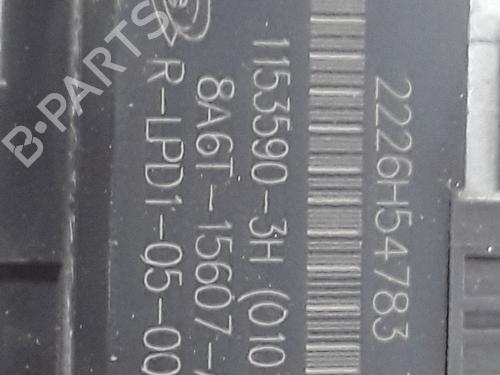 2226H54783
1153590-3H (010
8A6T-15607-
R-LPD1-05-00
B-PARTS